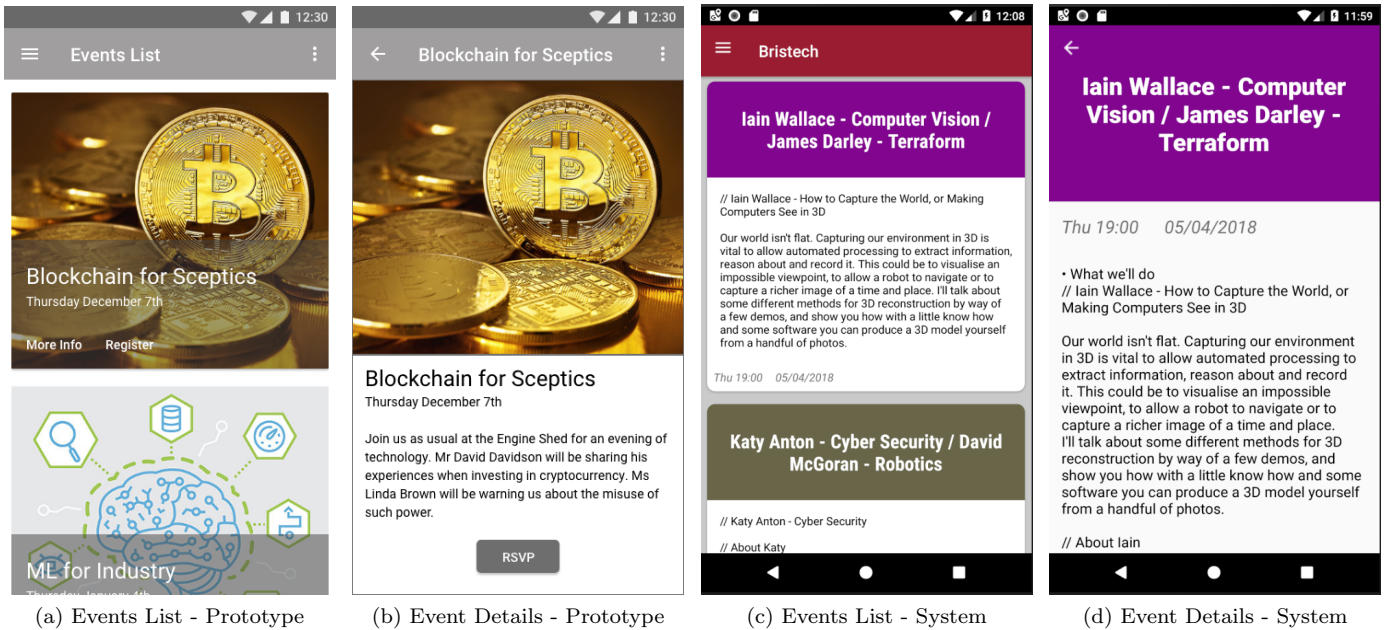 12:30
Events List
Blockchain for Sceptics
Thursday December 7th
More Info Register
ML for Industry
Thursday January 4th
(a) Events List - Prototype
12:30
Blockchain for Sceptics
Blockchain for Sceptics
Thursday December 7th
Join us as usual at the Engine Shed for an evening of
technology. Mr David Davidson will be sharing his
experiences when investing in cryptocurrency. Ms
Linda Brown will be warning us about the misuse of
such power.
RSVP
(b) Event Details - Prototype
12:08
Bristech
Iain Wallace - Computer Vision /
James Darley - Terraform
// Iain Wallace - How to Capture the World, or Making
Computers See in 3D
Our world isn't flat. Capturing our environment in 3D is
vital to allow automated processing to extract information,
reason about and record it. This could be to visualise an
impossible viewpoint, to allow a robot to navigate or to
capture a richer image of a time and place. I'll talk about
some different methods for 3D reconstruction by way of
a few demos, and show you how with a little know how
and some software you can produce a 3D model yourself
from a handful of photos.
Thu 19:00 05/04/2018
Katy Anton - Cyber Security / David
McGoran - Robotics
// Katy Anton - Cyber Security
// About Katy
(c) Events List - System
11:59
Iain Wallace - Computer
Vision / James Darley -
Terraform
Thu 19:00 05/04/2018
• What we'll do
// Iain Wallace - How to Capture the World, or
Making Computers See in 3D
Our world isn't flat. Capturing our environment
in 3D is vital to allow automated processing to
extract information, reason about and record
it. This could be to visualise an impossible
viewpoint, to allow a robot to navigate or to
capture a richer image of a time and place.
I'll talk about some different methods for 3D
reconstruction by way of a few demos, and
show you how with a little know how and some
software you can produce a 3D model yourself
from a handful of photos.
// About Iain
(d) Event Details - System